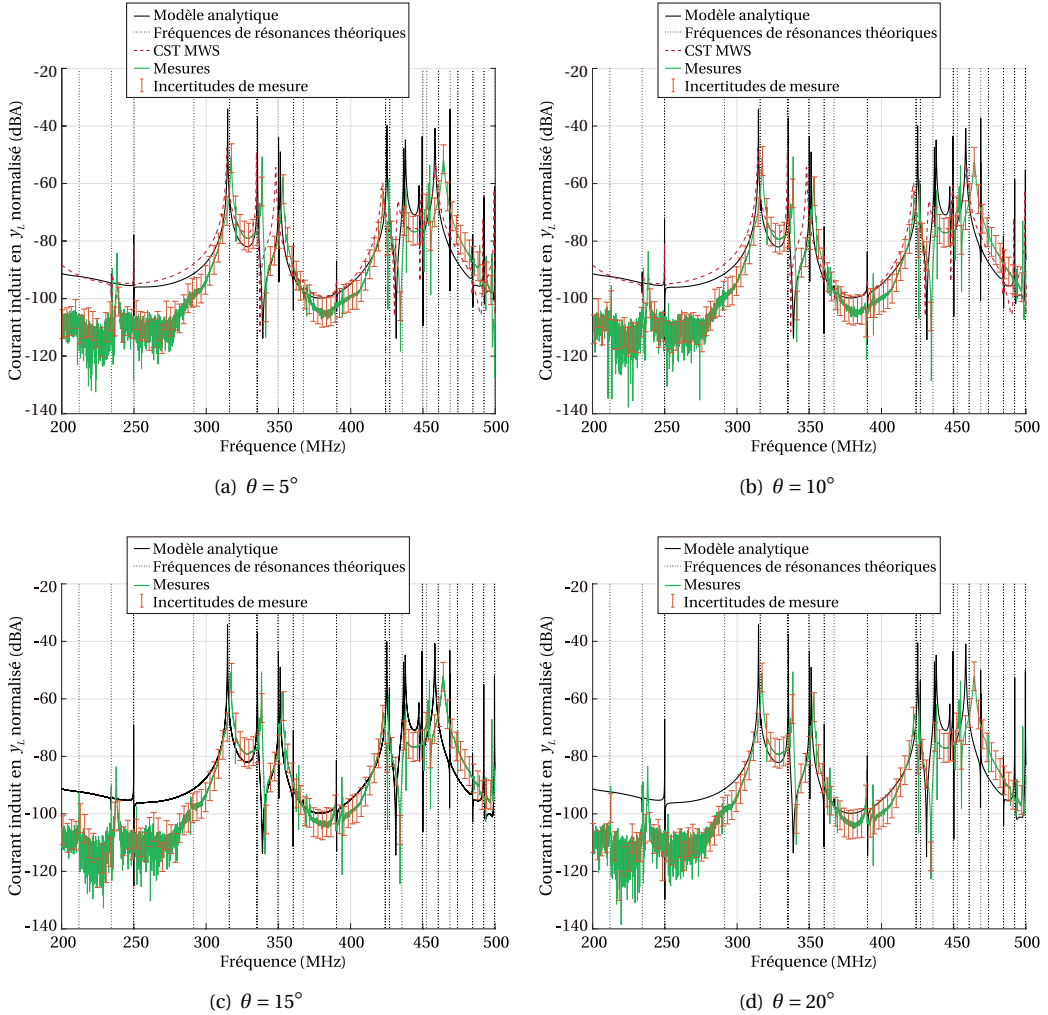 Modèle analytique
Fréquences de résonances théoriques
CST MWS
Mesures
Incertitudes de mesure
Courant induit en y_L normalisé (dBA)
-20
-40
-60
-80
-100
-120
-140
200 250 300 350 400 450 500
Fréquence (MHz)
(a) θ = 5°
Modèle analytique
Fréquences de résonances théoriques
CST MWS
Mesures
Incertitudes de mesure
Courant induit en y_L normalisé (dBA)
-20
-40
-60
-80
-100
-120
-140
200 250 300 350 400 450 500
Fréquence (MHz)
(b) θ = 10°
Modèle analytique
Fréquences de résonances théoriques
Mesures
Incertitudes de mesure
Courant induit en y_L normalisé (dBA)
-20
-40
-60
-80
-100
-120
-140
200 250 300 350 400 450 500
Fréquence (MHz)
(c) θ = 15°
Modèle analytique
Fréquences de résonances théoriques
Mesures
Incertitudes de mesure
Courant induit en y_L normalisé (dBA)
-20
-40
-60
-80
-100
-120
-140
200 250 300 350 400 450 500
Fréquence (MHz)
(d) θ = 20°